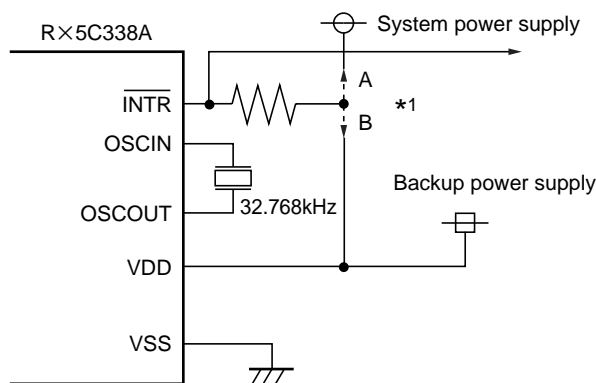 System power supply
R×5C338A
A
INTR
*1
B
OSCIN
Backup power supply
OSCOUT
32.768kHz
VDD
VSS